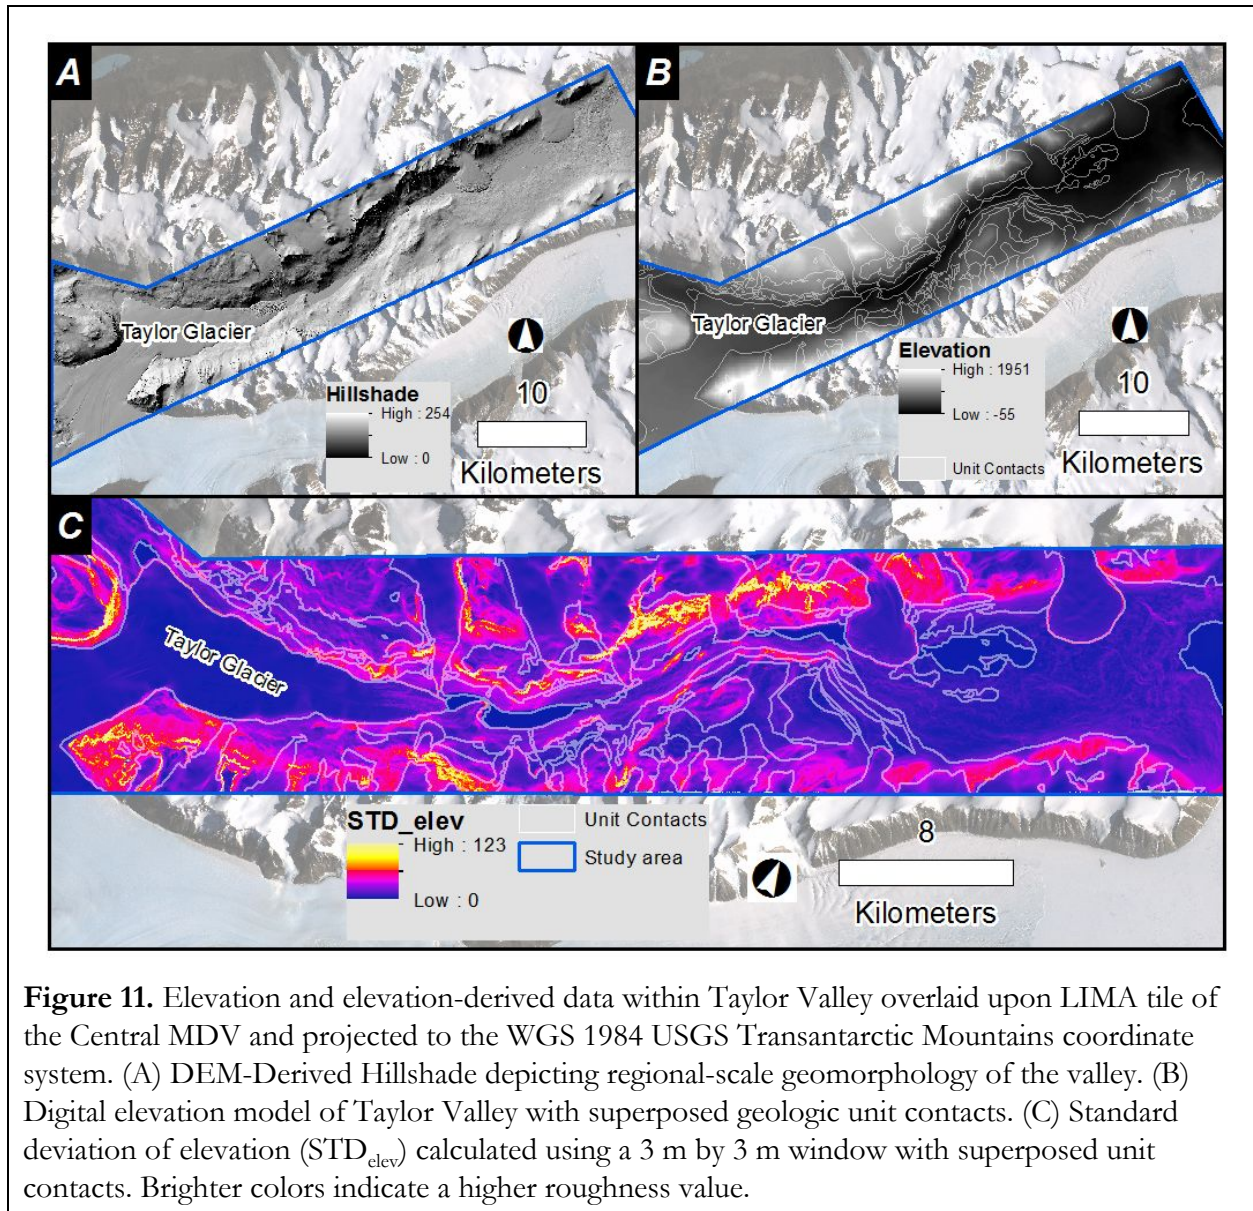 A
Taylor Glacier
Hillshade
High : 254
Low : 0
10
Kilometers
B
Taylor Glacier
Elevation
High : 1951
Low : -55
Unit Contacts
10
Kilometers
C
Taylor Glacier
STD_elev
High : 123
Low : 0
Unit Contacts
Study area
8
Kilometers
Figure 11. Elevation and elevation-derived data within Taylor Valley overlaid upon LIMA tile of
the Central MDV and projected to the WGS 1984 USGS Transantarctic Mountains coordinate
system. (A) DEM-Derived Hillshade depicting regional-scale geomorphology of the valley. (B)
Digital elevation model of Taylor Valley with superposed geologic unit contacts. (C) Standard
deviation of elevation (STDelev) calculated using a 3 m by 3 m window with superposed unit
contacts. Brighter colors indicate a higher roughness value.